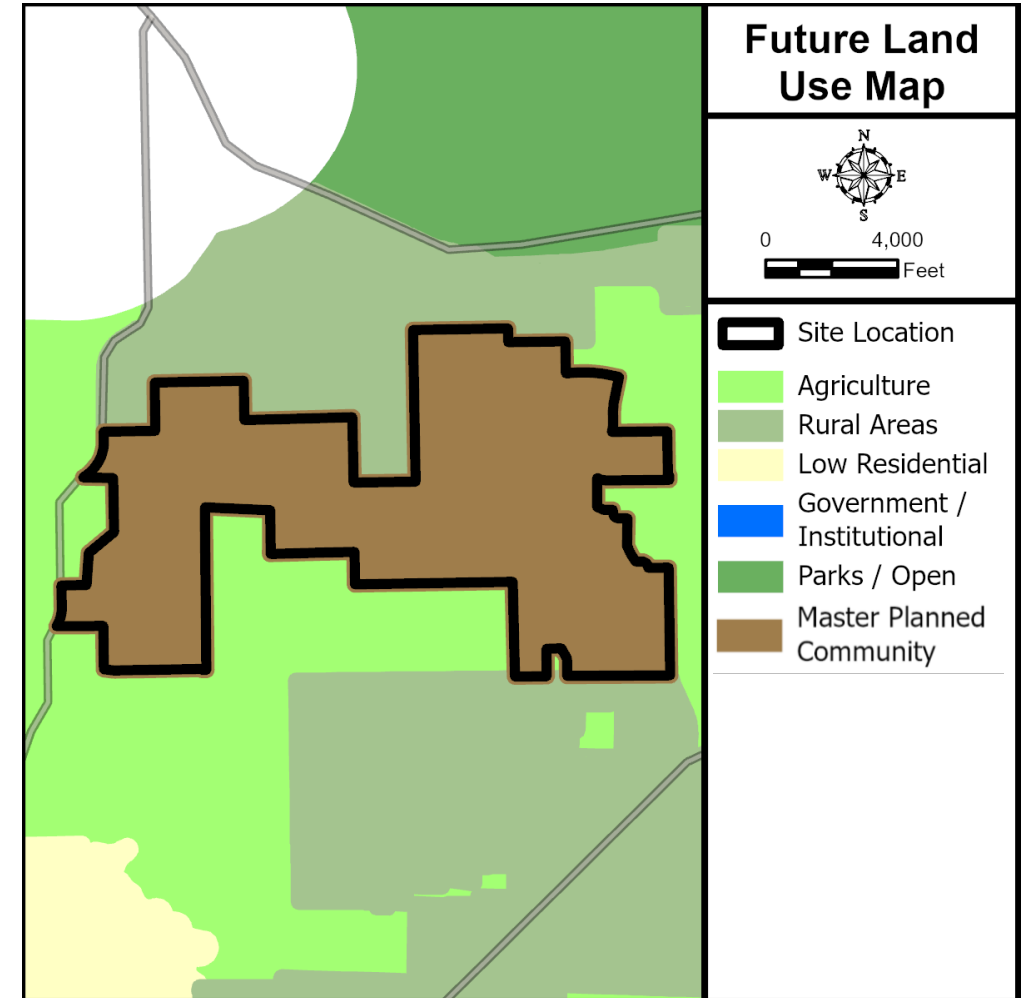 Future Land
Use Map
N
W E
S
0 4,000
Feet
Site Location
Agriculture
Rural Areas
Low Residential
Government /
Institutional
Parks / Open
Master Planned
Community